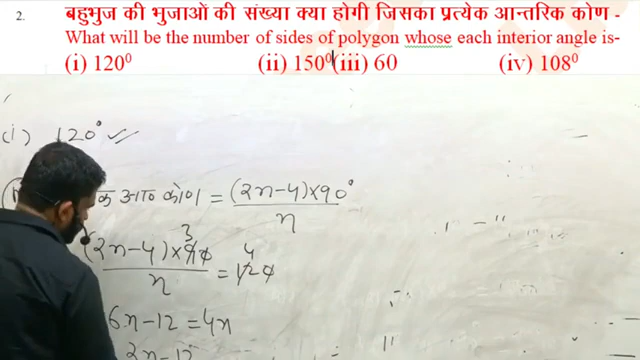 2. बहुभुज की भुजाओं की संख्या क्या होगी जिसका प्रत्येक आन्तरिक कोण -
What will be the number of sides of polygon whose each interior angle is-
(i) 120⁰ (ii) 150⁰ (iii) 60 (iv) 108⁰
(i) 120°
क आ० कोण = (2n-4)×90° / n
(2n-4)×90 / n = 120
3 4
6n-12 = 4n
2n=12